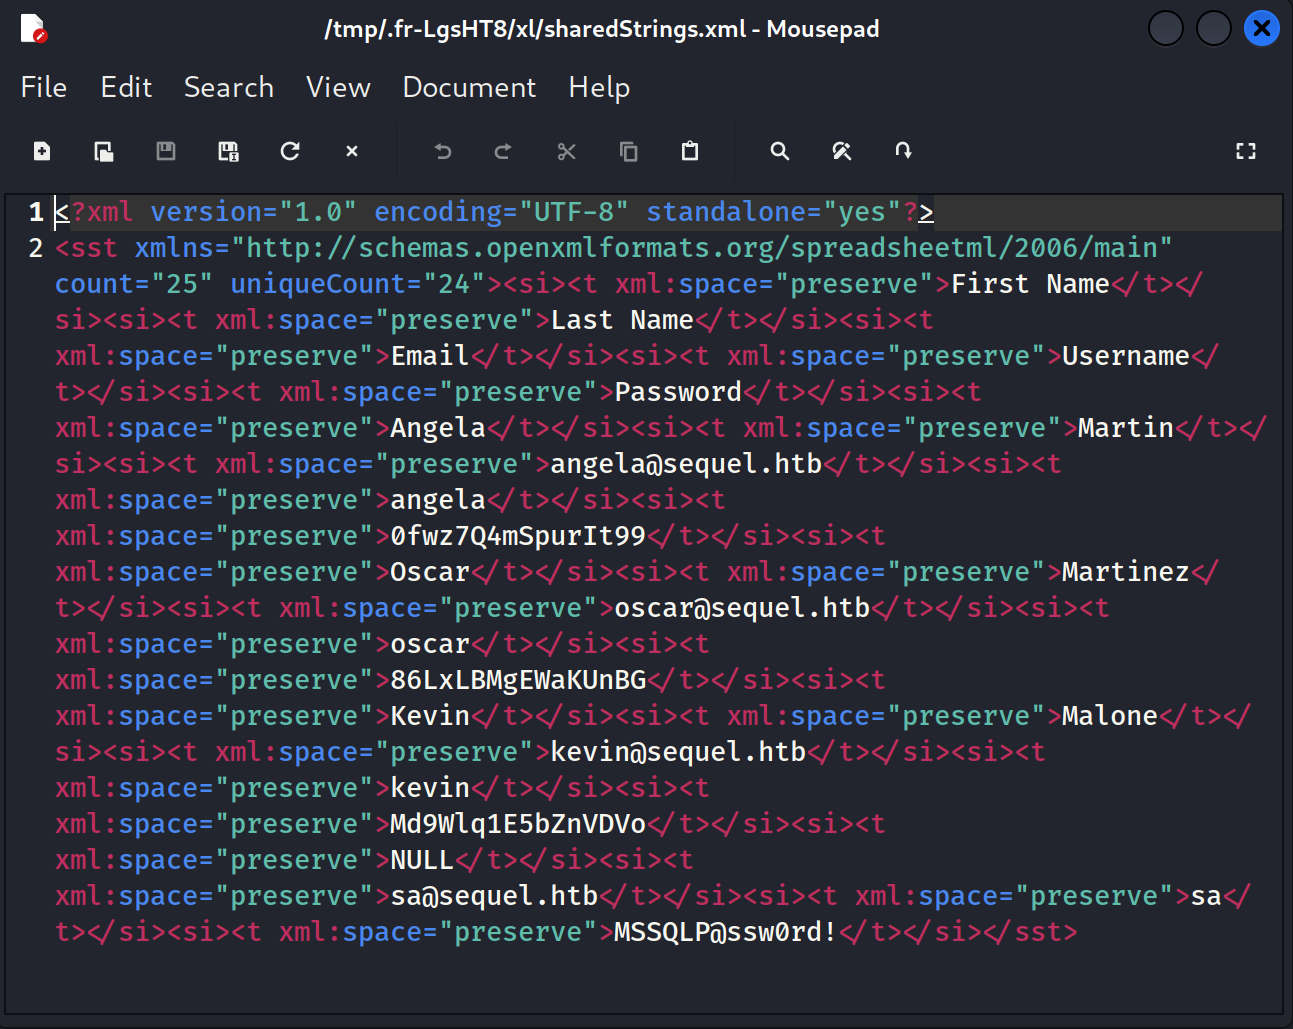 /tmp/.fr-LgsHT8/xl/sharedStrings.xml - Mousepad
File Edit Search View Document Help
1 <?xml version="1.0" encoding="UTF-8" standalone="yes"?>
2 <sst xmlns="http://schemas.openxmlformats.org/spreadsheetml/2006/main"
count="25" uniqueCount="24"><si><t xml:space="preserve">First Name</t></
si><si><t xml:space="preserve">Last Name</t></si><si><t
xml:space="preserve">Email</t></si><si><t xml:space="preserve">Username</
t></si><si><t xml:space="preserve">Password</t></si><si><t
xml:space="preserve">Angela</t></si><si><t xml:space="preserve">Martin</t></
si><si><t xml:space="preserve">angela@sequel.htb</t></si><si><t
xml:space="preserve">angela</t></si><si><t
xml:space="preserve">0fwz7Q4mSpurIt99</t></si><si><t
xml:space="preserve">Oscar</t></si><si><t xml:space="preserve">Martinez</
t></si><si><t xml:space="preserve">oscar@sequel.htb</t></si><si><t
xml:space="preserve">oscar</t></si><si><t
xml:space="preserve">86LxLBMgEWaKUnBG</t></si><si><t
xml:space="preserve">Kevin</t></si><si><t xml:space="preserve">Malone</t></
si><si><t xml:space="preserve">kevin@sequel.htb</t></si><si><t
xml:space="preserve">kevin</t></si><si><t
xml:space="preserve">Md9Wlq1E5bZnVDVo</t></si><si><t
xml:space="preserve">NULL</t></si><si><t
xml:space="preserve">sa@sequel.htb</t></si><si><t xml:space="preserve">sa</
t></si><si><t xml:space="preserve">MSSQLP@ssw0rd!</t></si></sst>